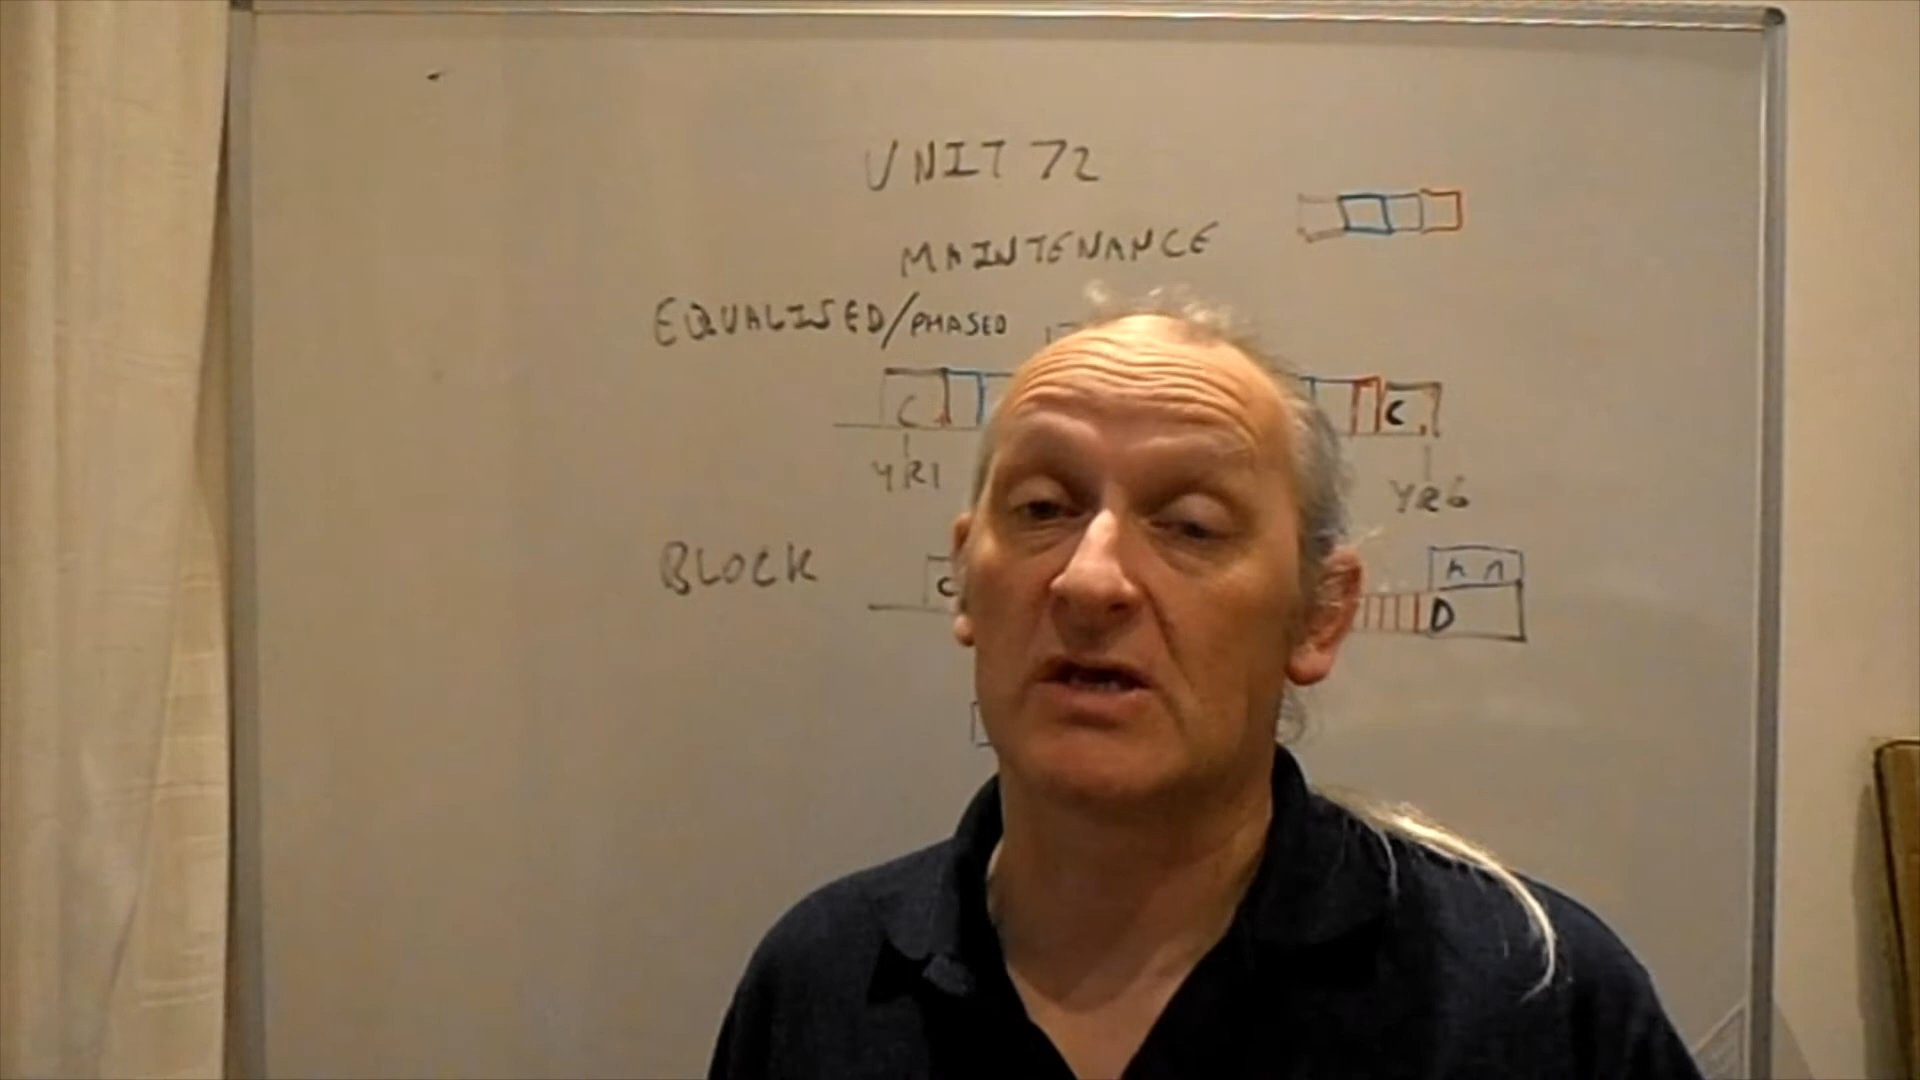 UNIT 72
MAINTENANCE
EQUALISED/PHASED
C C
YR1 YR6
BLOCK C D